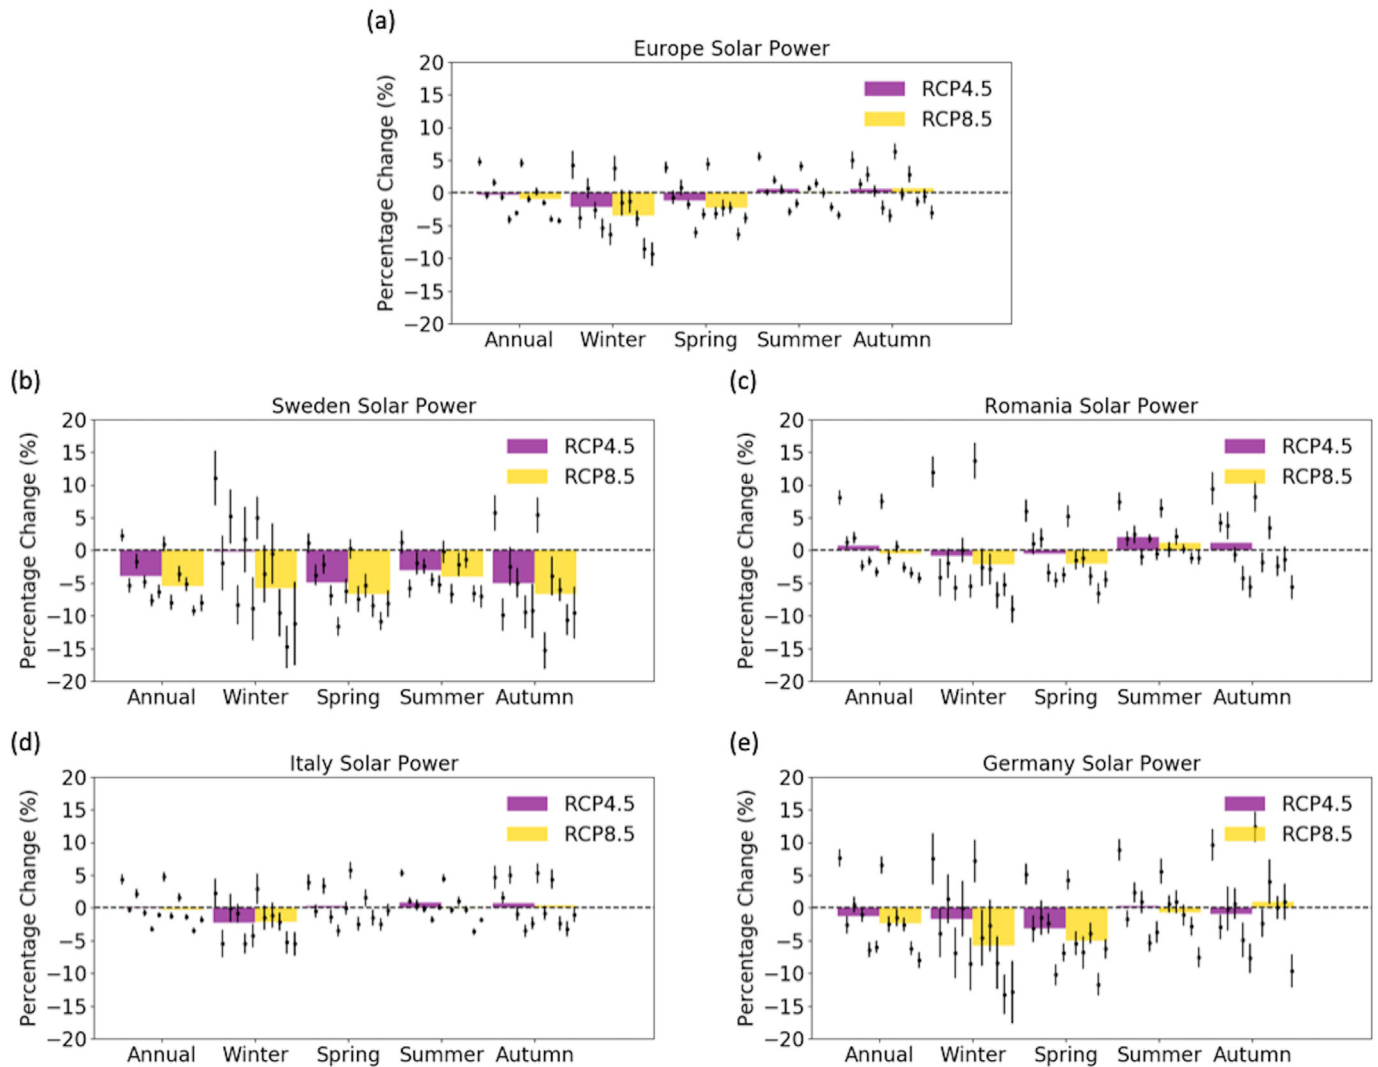 (a)
Europe Solar Power
Percentage Change (%)
20
15
10
5
0
−5
−10
−15
−20
RCP4.5
RCP8.5
Annual Winter Spring Summer Autumn
(b)
Sweden Solar Power
Percentage Change (%)
20
15
10
5
0
−5
−10
−15
−20
RCP4.5
RCP8.5
Annual Winter Spring Summer Autumn
(c)
Romania Solar Power
Percentage Change (%)
20
15
10
5
0
−5
−10
−15
−20
RCP4.5
RCP8.5
Annual Winter Spring Summer Autumn
(d)
Italy Solar Power
Percentage Change (%)
20
15
10
5
0
−5
−10
−15
−20
RCP4.5
RCP8.5
Annual Winter Spring Summer Autumn
(e)
Germany Solar Power
Percentage Change (%)
20
15
10
5
0
−5
−10
−15
−20
RCP4.5
RCP8.5
Annual Winter Spring Summer Autumn